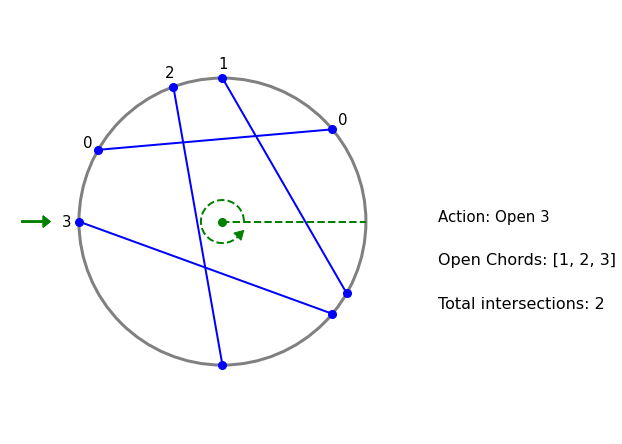 1
2
0
0
3
Action: Open 3
Open Chords: [1, 2, 3]
Total intersections: 2